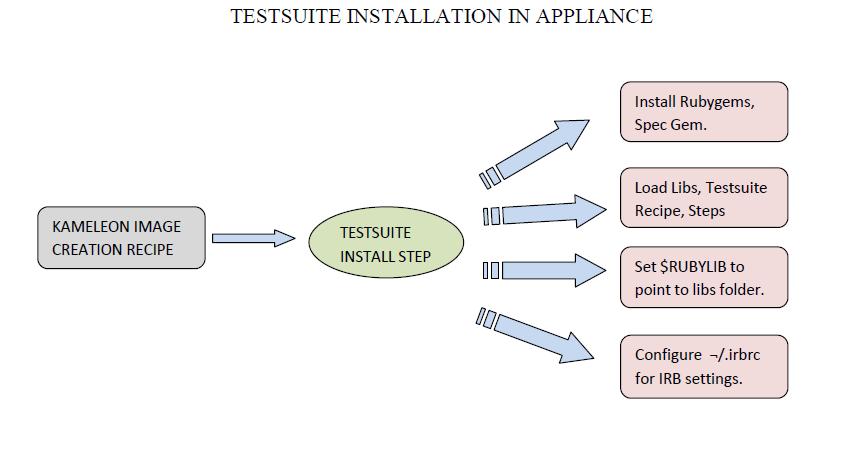 TESTSUITE INSTALLATION IN APPLIANCE
KAMELEON IMAGE
CREATION RECIPE
TESTSUITE
INSTALL STEP
Install Rubygems,
Spec Gem.
Load Libs, Testsuite
Recipe, Steps
Set $RUBYLIB to
point to libs folder.
Configure ¬/.irbrc
for IRB settings.